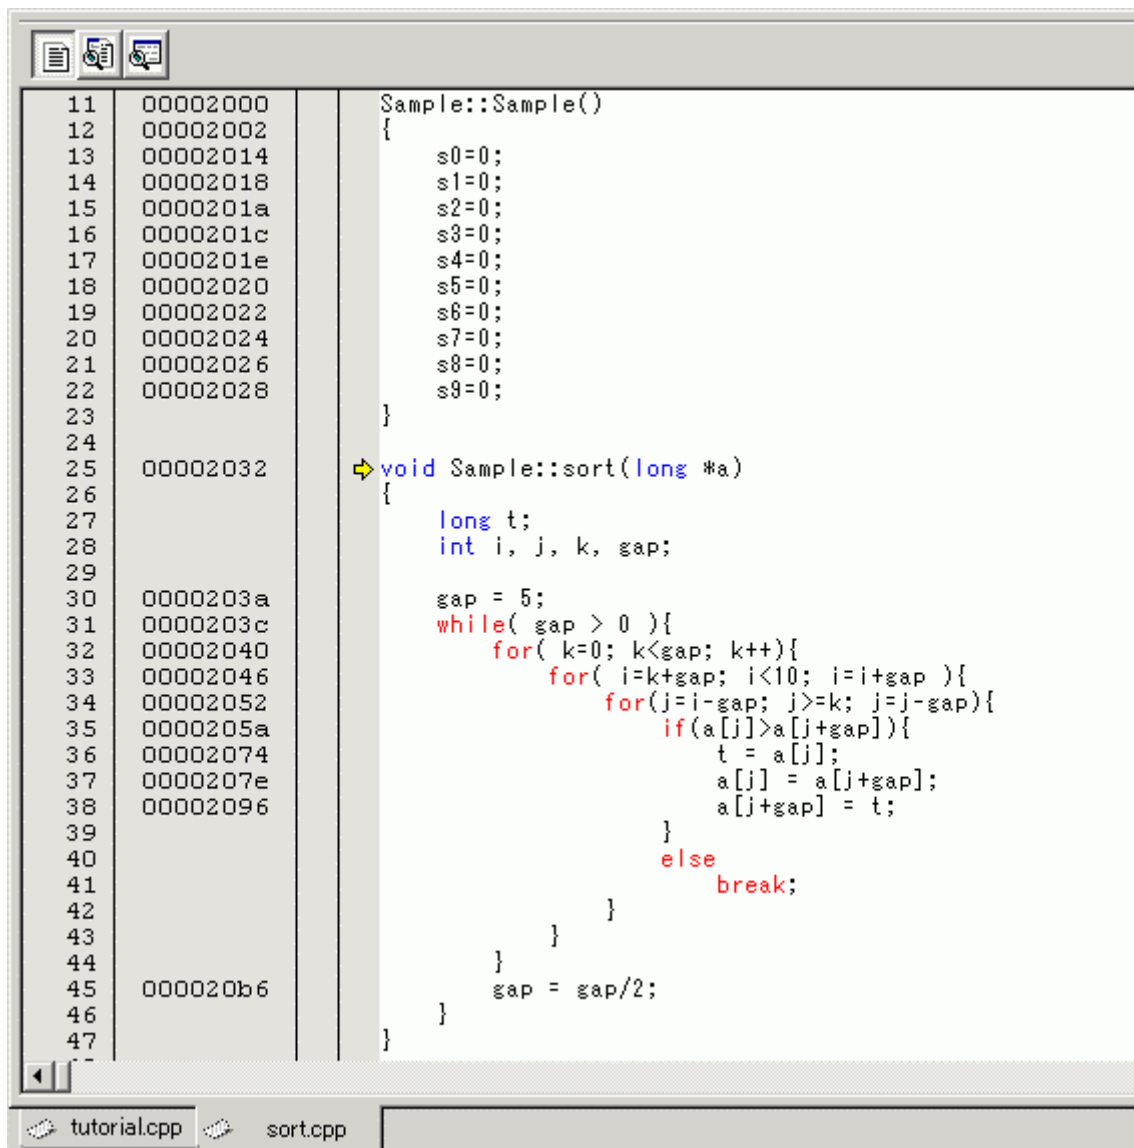 11 00002000 Sample::Sample()
12 00002002 {
13 00002014 s0=0;
14 00002018 s1=0;
15 0000201a s2=0;
16 0000201c s3=0;
17 0000201e s4=0;
18 00002020 s5=0;
19 00002022 s6=0;
20 00002024 s7=0;
21 00002026 s8=0;
22 00002028 s9=0;
23 }
24
25 00002032 void Sample::sort(long *a)
26 {
27 long t;
28 int i, j, k, gap;
29
30 0000203a gap = 5;
31 0000203c while( gap > 0 ){
32 00002040 for( k=0; k<gap; k++){
33 00002046 for( i=k+gap; i<10; i=i+gap ){
34 00002052 for(j=i-gap; j>=k; j=j-gap){
35 0000205a if(a[j]>a[j+gap]){
36 00002074 t = a[j];
37 0000207e a[j] = a[j+gap];
38 00002096 a[j+gap] = t;
39 }
40 else
41 break;
42 }
43 }
44 }
45 000020b6 gap = gap/2;
46 }
47 }
tutorial.cpp sort.cpp